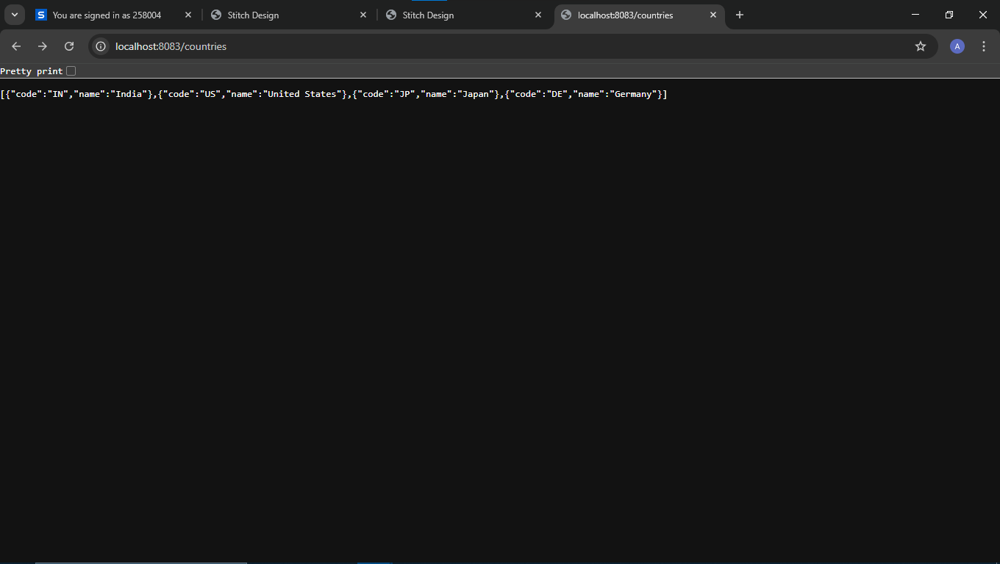 S You are signed in as 258004
Stitch Design
Stitch Design
localhost:8083/countries
localhost:8083/countries
A
Pretty print
[{"code":"IN","name":"India"},{"code":"US","name":"United States"},{"code":"JP","name":"Japan"},{"code":"DE","name":"Germany"}]